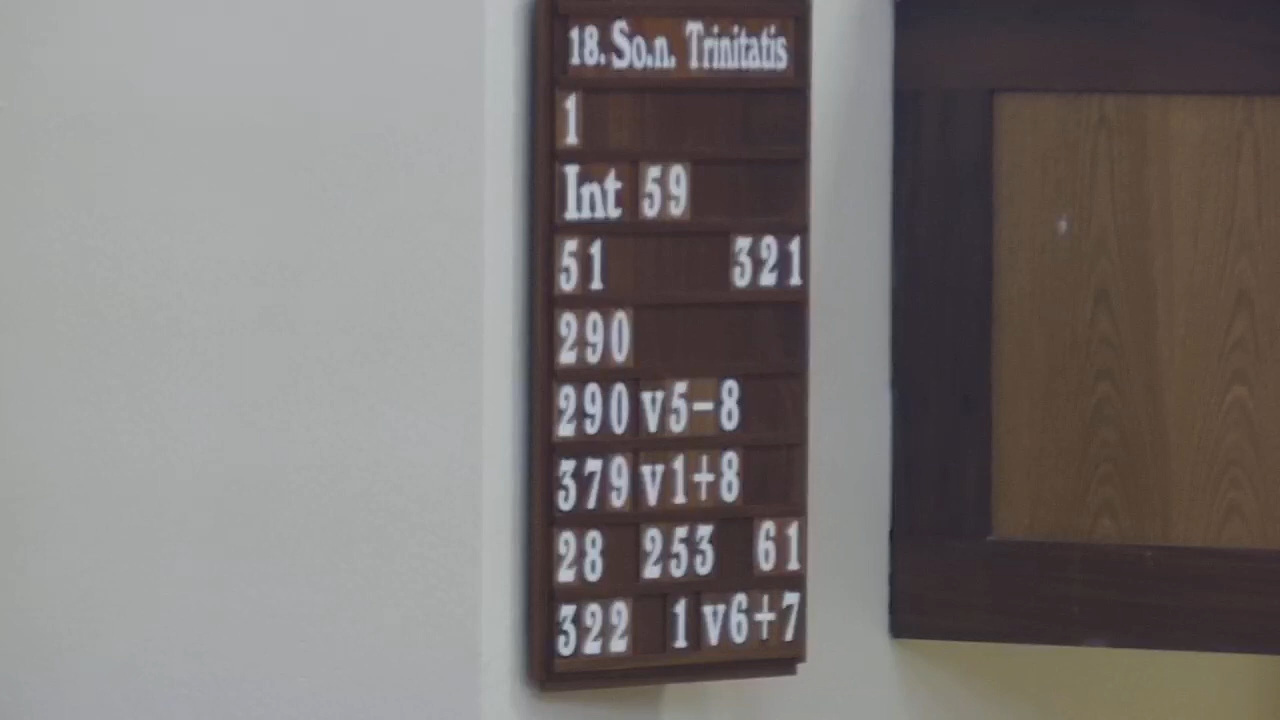 18. So.n. Trinitatis
1
Int 59
51 321
290
290 v5-8
379 v1+8
28 253 61
322 1 v6+7